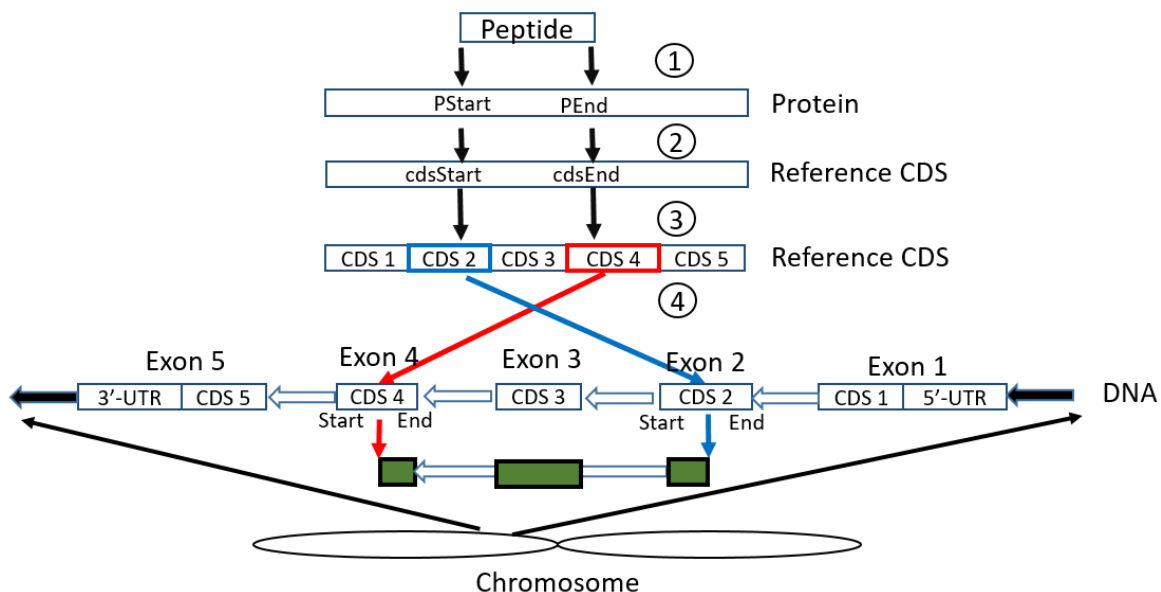 Peptide
1
PStart PEnd Protein
2
cdsStart cdsEnd Reference CDS
3
CDS 1 CDS 2 CDS 3 CDS 4 CDS 5 Reference CDS
4
Exon 5 Exon 4 Exon 3 Exon 2 Exon 1
3'-UTR CDS 5 CDS 4 CDS 3 CDS 2 CDS 1 5'-UTR DNA
Start End Start End
Chromosome